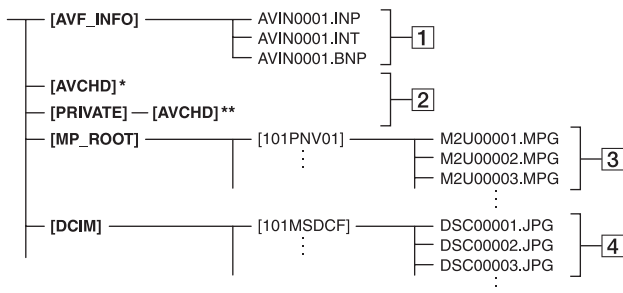 [AVF_INFO] AVIN0001.INP
AVIN0001.INT 1
AVIN0001.BNP
[AVCHD]*
2
[PRIVATE] [AVCHD]**
[MP_ROOT] [101PNV01] M2U00001.MPG
M2U00002.MPG 3
M2U00003.MPG
[DCIM] [101MSDCF] DSC00001.JPG
DSC00002.JPG 4
DSC00003.JPG